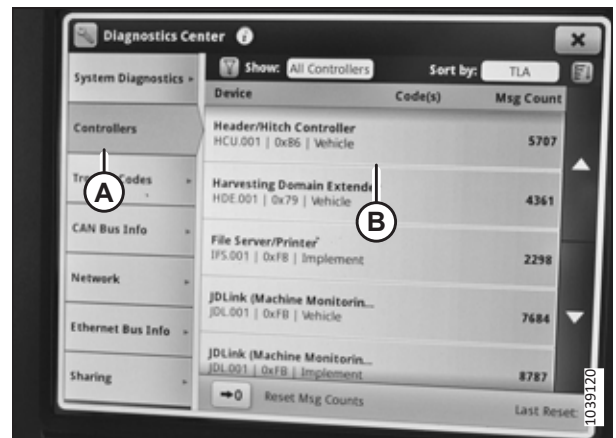 Diagnostics Center i
System Diagnostics
Show: All Controllers Sort by: TLA
Device Code(s) Msg Count
Controllers
Header/Hitch Controller
HCU.001 | 0x86 | Vehicle 5707
A
Codes
Harvesting Domain Extende
HDE.001 | 0x79 | Vehicle 4361
B
CAN Bus Info
File Server/Printer
IFS.001 | 0xF8 | Implement 2298
Network
JDLink (Machine Monitorin...
JDL.001 | 0xFB | Vehicle 7684
Ethernet Bus Info
JDLink (Machine Monitorin...
JDL.001 | 0xFB | Implement 8787
Sharing
0 Reset Msg Counts
Last Reset:
1039120